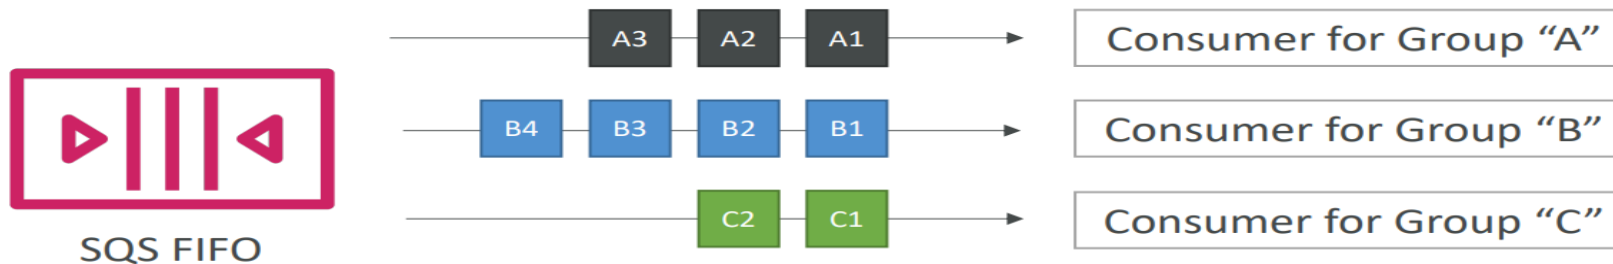 A3 A2 A1 Consumer for Group “A”
B4 B3 B2 B1 Consumer for Group “B”
C2 C1 Consumer for Group “C”
SQS FIFO